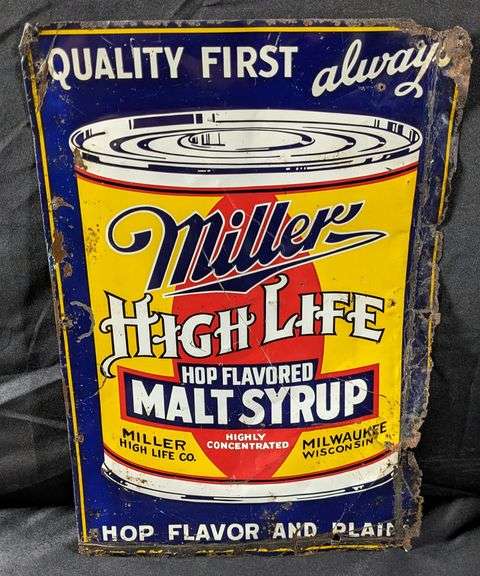 QUALITY FIRST always
Miller
HIGH LIFE
HOP FLAVORED
MALT SYRUP
HIGHLY
CONCENTRATED
MILLER
HIGH LIFE CO.
MILWAUKEE
WISCONSIN
HOP FLAVOR AND PLAIN